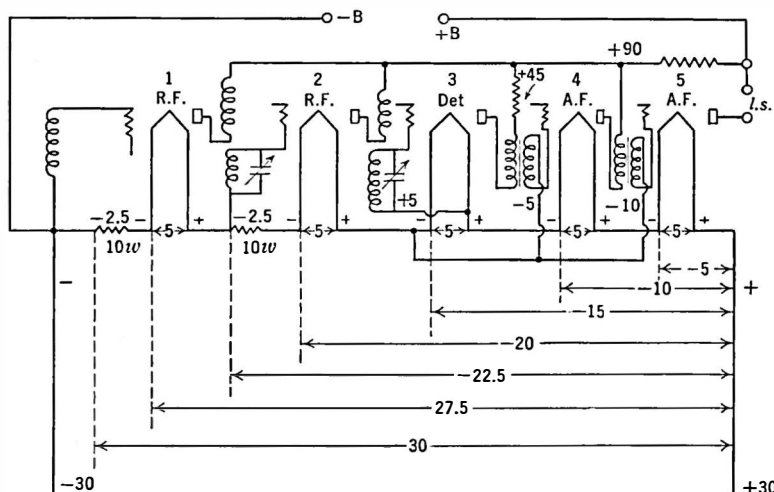 −B
+B
+90
1 R.F.
2 R.F.
3 Det
+45
4 A.F.
5 A.F.
l.s.
+5
−5
−10
−2.5
10w
− 5 +
−2.5
10w
− 5 +
− 5 +
− 5 +
− 5 +
−5
−
−10
+
−15
−20
−22.5
27.5
30
−30
+30